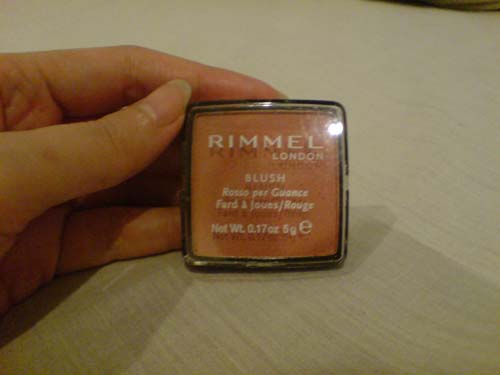 RIMMEL
LONDON
BLUSH
Rosso per Guance
Fard à Joues/Rouge
Net Wt. 0.17oz 5g e